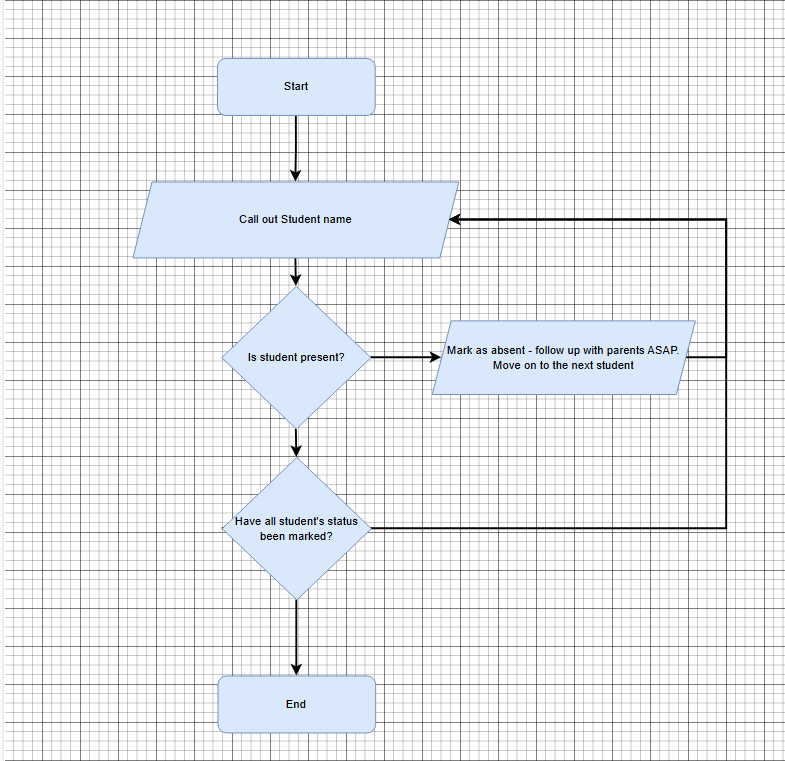 Start
Call out Student name
Is student present?
Mark as absent - follow up with parents ASAP.
Move on to the next student
Have all student's status
been marked?
End